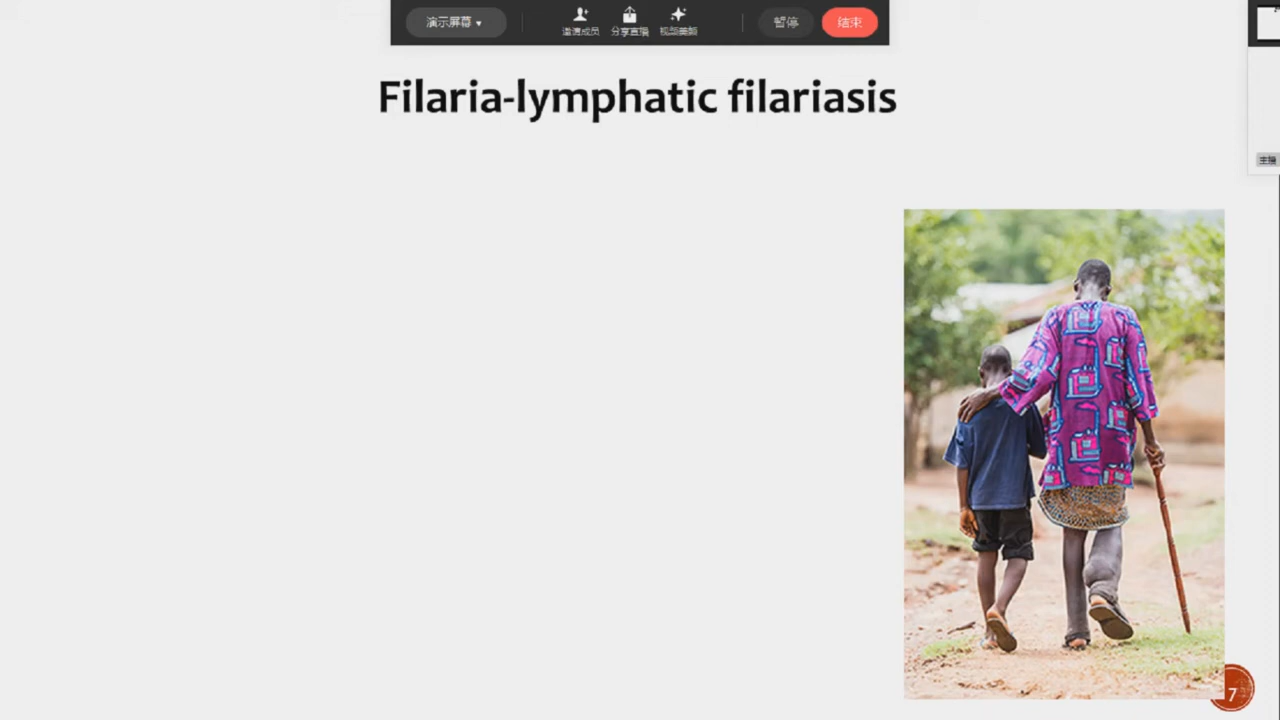 演示屏幕 ▾
邀请成员 分享直播 视频美颜
暂停 结束
Filaria-lymphatic filariasis
主播
7